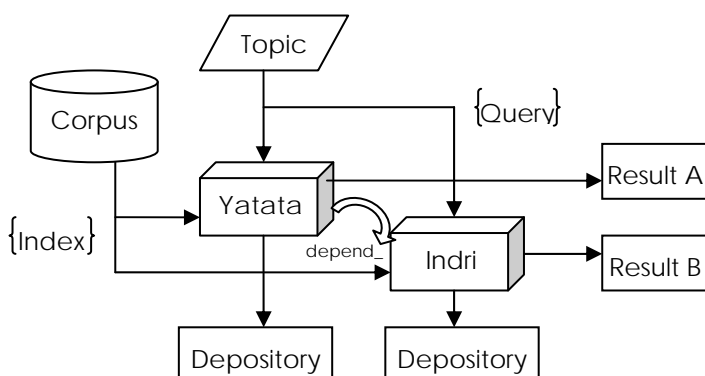 Topic
Corpus
{Query}
Yatata
Result A
{Index}
depend_
Indri
Result B
Depository
Depository